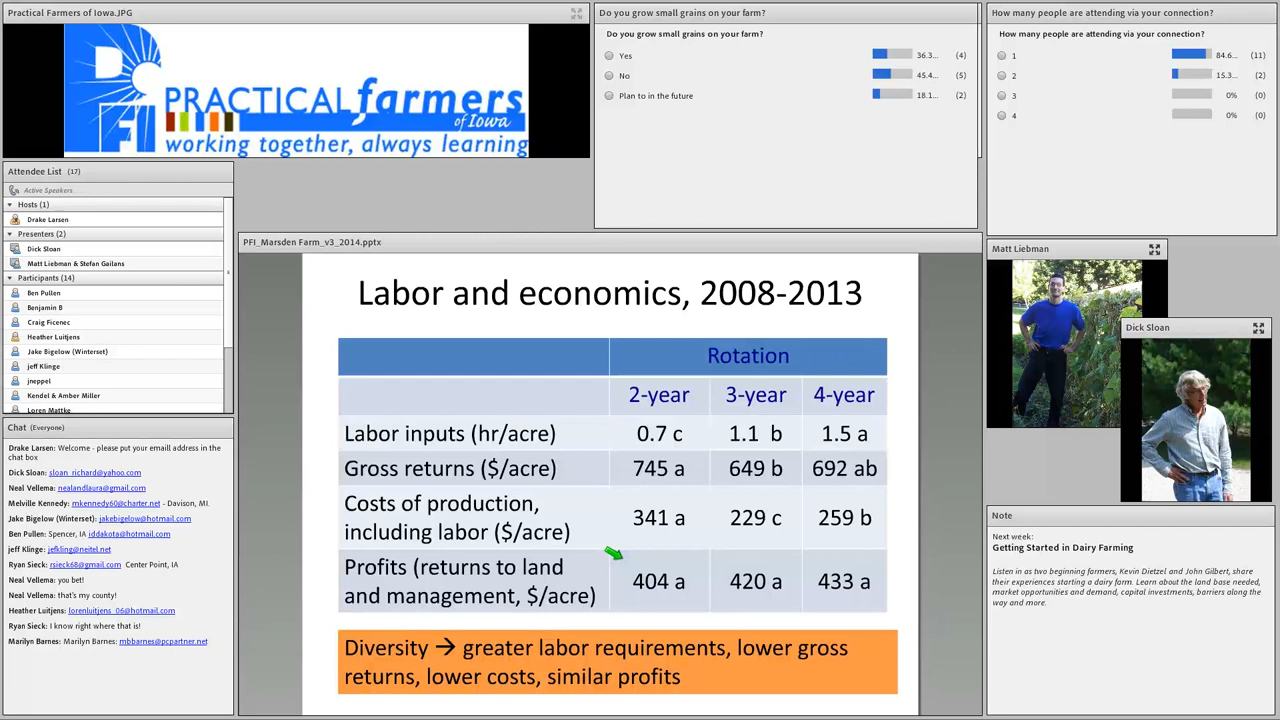 Practical Farmers of Iowa.JPG
PRACTICAL farmers
of Iowa
PFI
working together, always learning
Do you grow small grains on your farm?
Do you grow small grains on your farm?
Yes 36.3... (4)
No 45.4... (5)
Plan to in the future 18.1... (2)
How many people are attending via your connection?
How many people are attending via your connection?
1 84.6... (11)
2 15.3... (2)
3 0% (0)
4 0% (0)
Attendee List (17)
Active Speakers
Hosts (1)
Drake Larsen
Presenters (2)
Dick Sloan
Matt Liebman & Stefan Gailans
Participants (14)
Ben Pullen
Benjamin B
Craig Ficenec
Heather Luitjens
Jake Bigelow (Winterset)
jeff Klinge
jneppel
Kendel & Amber Miller
Loren Mattke
Chat (Everyone)
Drake Larsen: Welcome - please put your emaill address in the
chat box
Dick Sloan: sloan_richard@yahoo.com
Neal Vellema: nealandlaura@gmail.com
Melville Kennedy: mkennedy60@charter.net - Davison, MI.
Jake Bigelow (Winterset): jakebigelow@hotmail.com
Ben Pullen: Spencer, IA iddakota@hotmail.com
jeff Klinge: jefkling@neitel.net
Ryan Sieck: rsieck68@gmail.com Center Point, IA
Neal Vellema: you bet!
Neal Vellema: that's my county!
Heather Luitjens: lorenluitjens_06@hotmail.com
Ryan Sieck: I know right where that is!
Marilyn Barnes: Marilyn Barnes: mbbarnes@pcpartner.net
PFI_Marsden Farm_v3_2014.pptx
Labor and economics, 2008-2013
Rotation
2-year 3-year 4-year
Labor inputs (hr/acre) 0.7 c 1.1 b 1.5 a
Gross returns ($/acre) 745 a 649 b 692 ab
Costs of production,
including labor ($/acre) 341 a 229 c 259 b
Profits (returns to land
and management, $/acre) 404 a 420 a 433 a
Diversity → greater labor requirements, lower gross
returns, lower costs, similar profits
Matt Liebman
Dick Sloan
Note
Next week:
Getting Started in Dairy Farming
Listen in as two beginning farmers, Kevin Dietzel and John Gilbert,
share their experiences starting a dairy farm. Learn about the land base needed,
market opportunities and demand, capital investments, barriers along
the way and more.